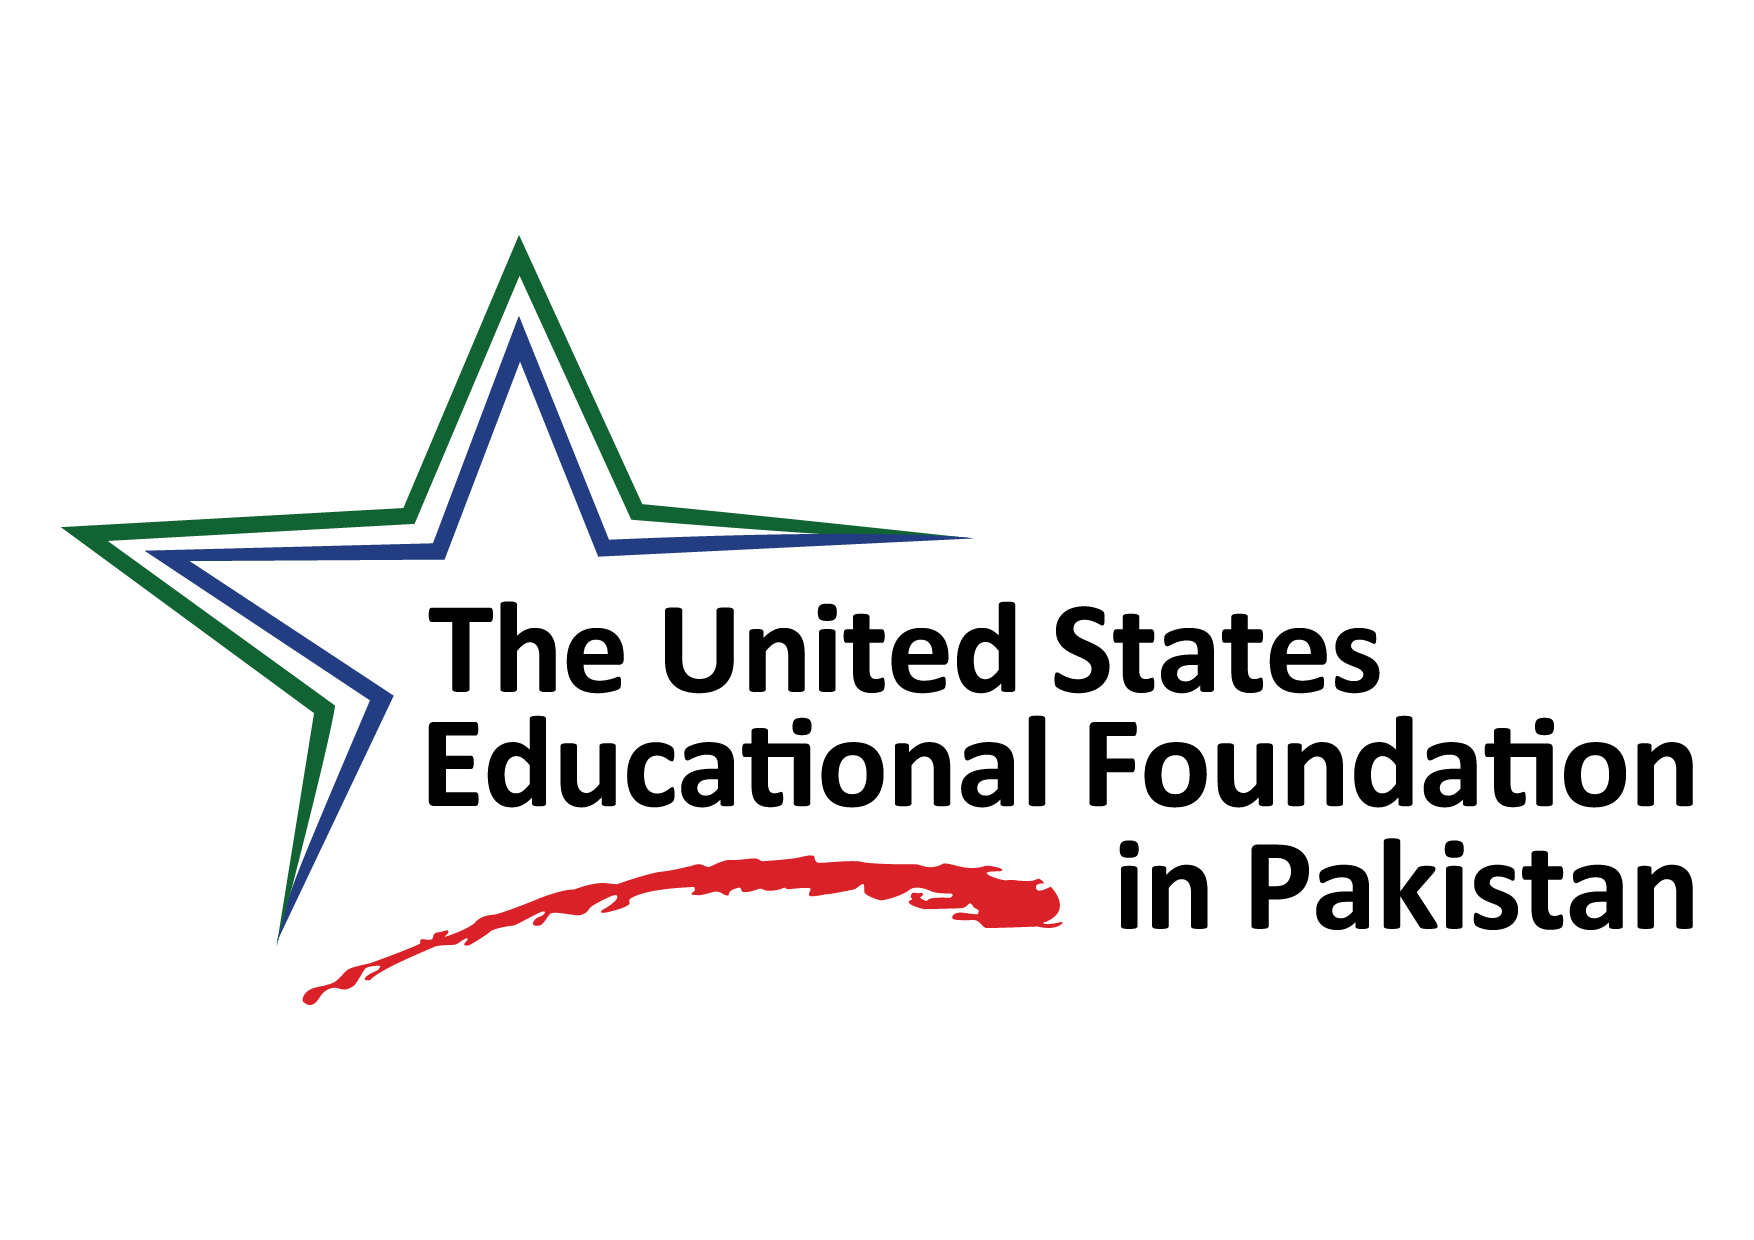 The United States
Educational Foundation
in Pakistan